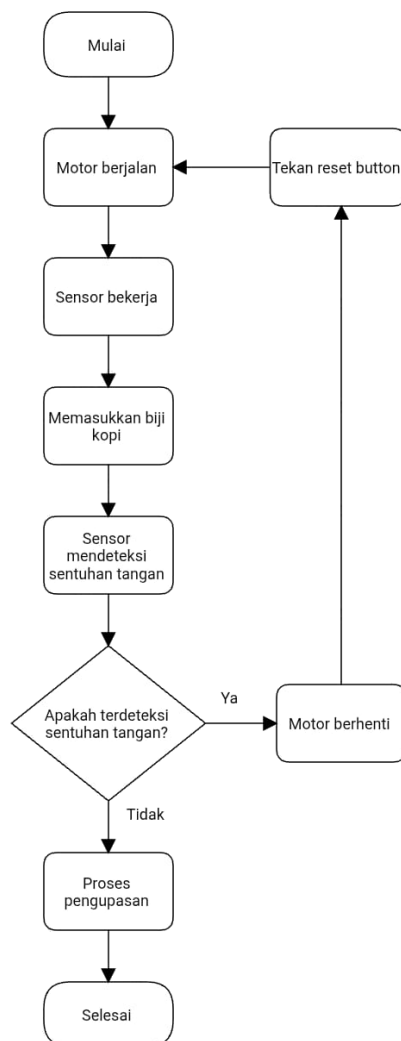 Mulai
Motor berjalan
Tekan reset button
Sensor bekerja
Memasukkan biji
kopi
Sensor
mendeteksi
sentuhan tangan
Apakah terdeteksi
sentuhan tangan?
Ya
Motor berhenti
Tidak
Proses
pengupasan
Selesai